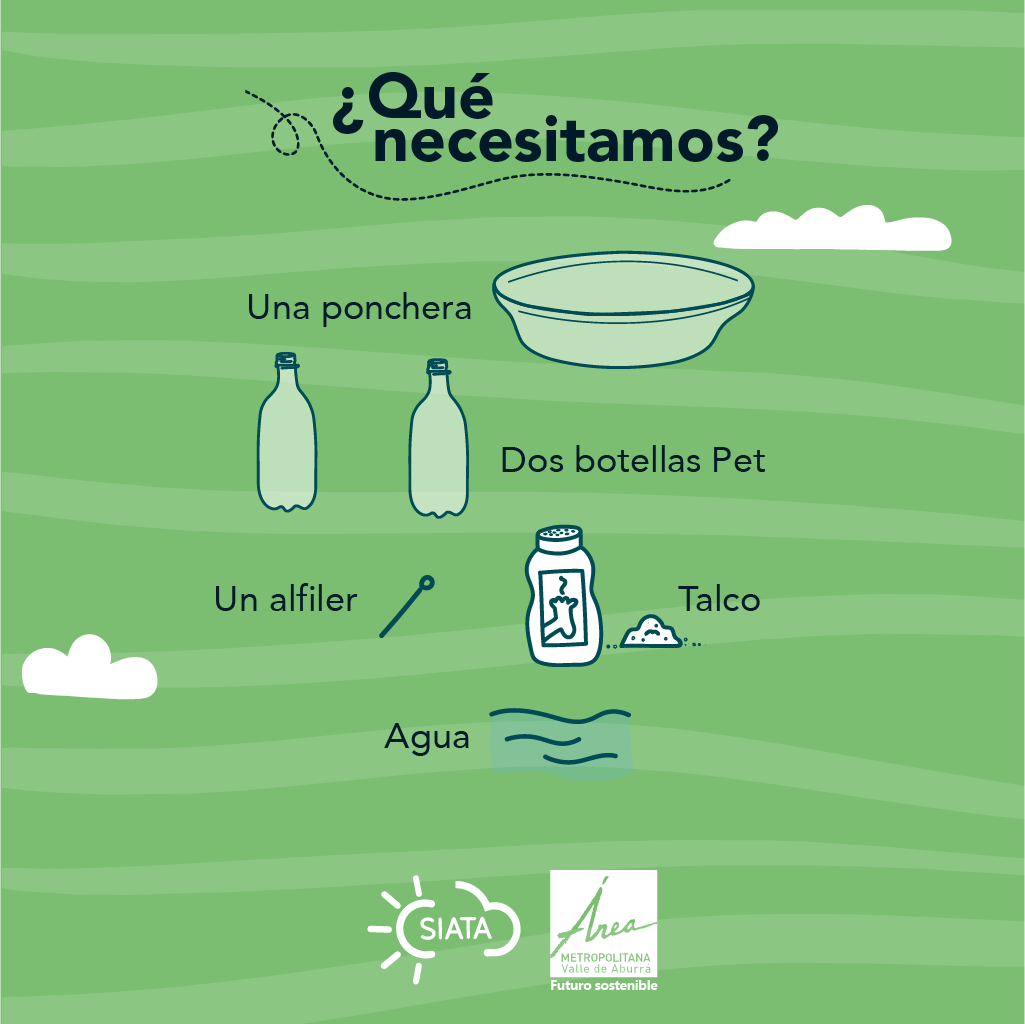 ¿Qué
necesitamos?
Una ponchera
Dos botellas Pet
Un alfiler
Talco
Agua
SIATA
Área
METROPOLITANA
Valle de Aburrá
Futuro sostenible